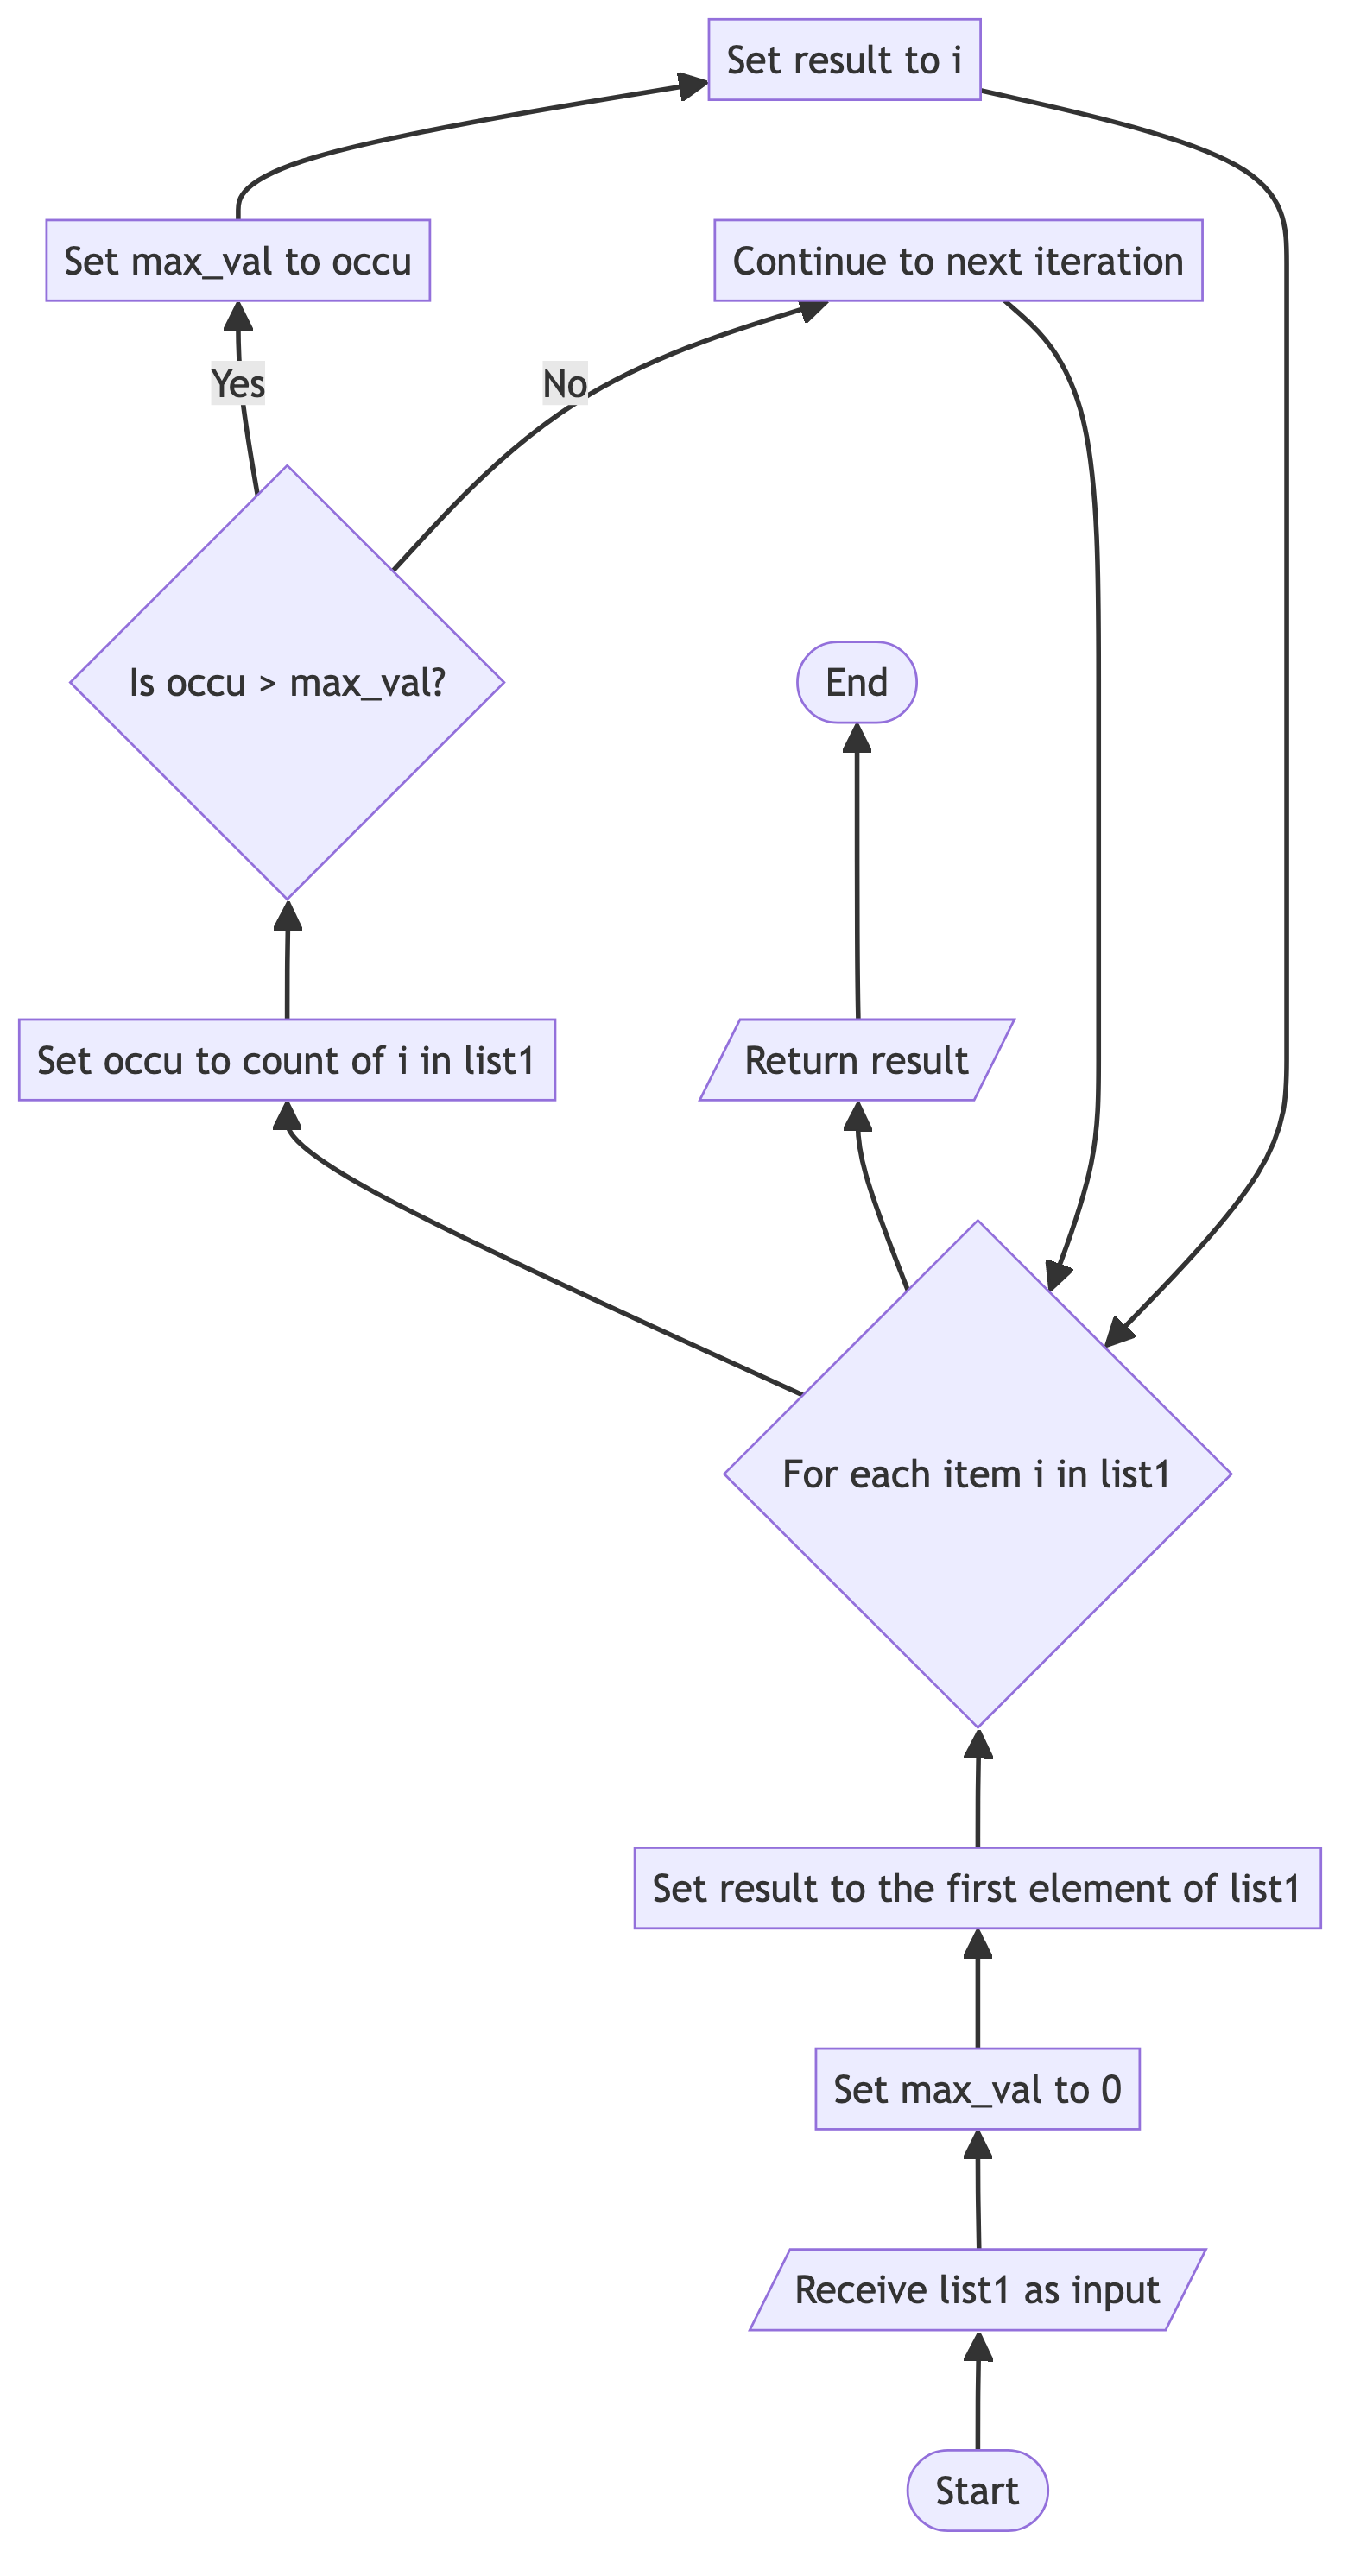 Set result to i
Set max_val to occu
Continue to next iteration
Yes
No
Is occu > max_val?
End
Set occu to count of i in list1
Return result
For each item i in list1
Set result to the first element of list1
Set max_val to 0
Receive list1 as input
Start